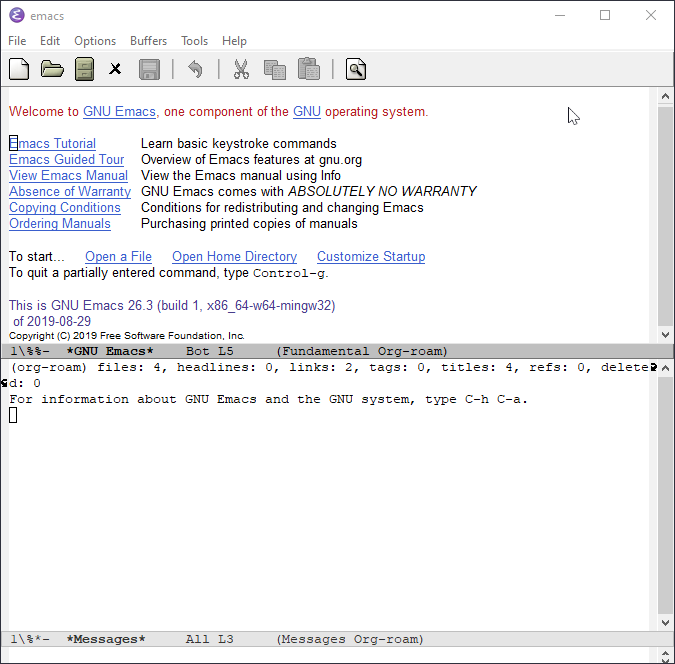 emacs
File Edit Options Buffers Tools Help
Welcome to GNU Emacs, one component of the GNU operating system.
Emacs Tutorial Learn basic keystroke commands
Emacs Guided Tour Overview of Emacs features at gnu.org
View Emacs Manual View the Emacs manual using Info
Absence of Warranty GNU Emacs comes with ABSOLUTELY NO WARRANTY
Copying Conditions Conditions for redistributing and changing Emacs
Ordering Manuals Purchasing printed copies of manuals
To start... Open a File Open Home Directory Customize Startup
To quit a partially entered command, type Control-g.
This is GNU Emacs 26.3 (build 1, x86_64-w64-mingw32)
of 2019-08-29
Copyright (C) 2019 Free Software Foundation, Inc.
1\%%- *GNU Emacs* Bot L5 (Fundamental Org-roam)
(org-roam) files: 4, headlines: 0, links: 2, tags: 0, titles: 4, refs: 0, delete
d: 0
For information about GNU Emacs and the GNU system, type C-h C-a.
1\%*- *Messages* All L3 (Messages Org-roam)